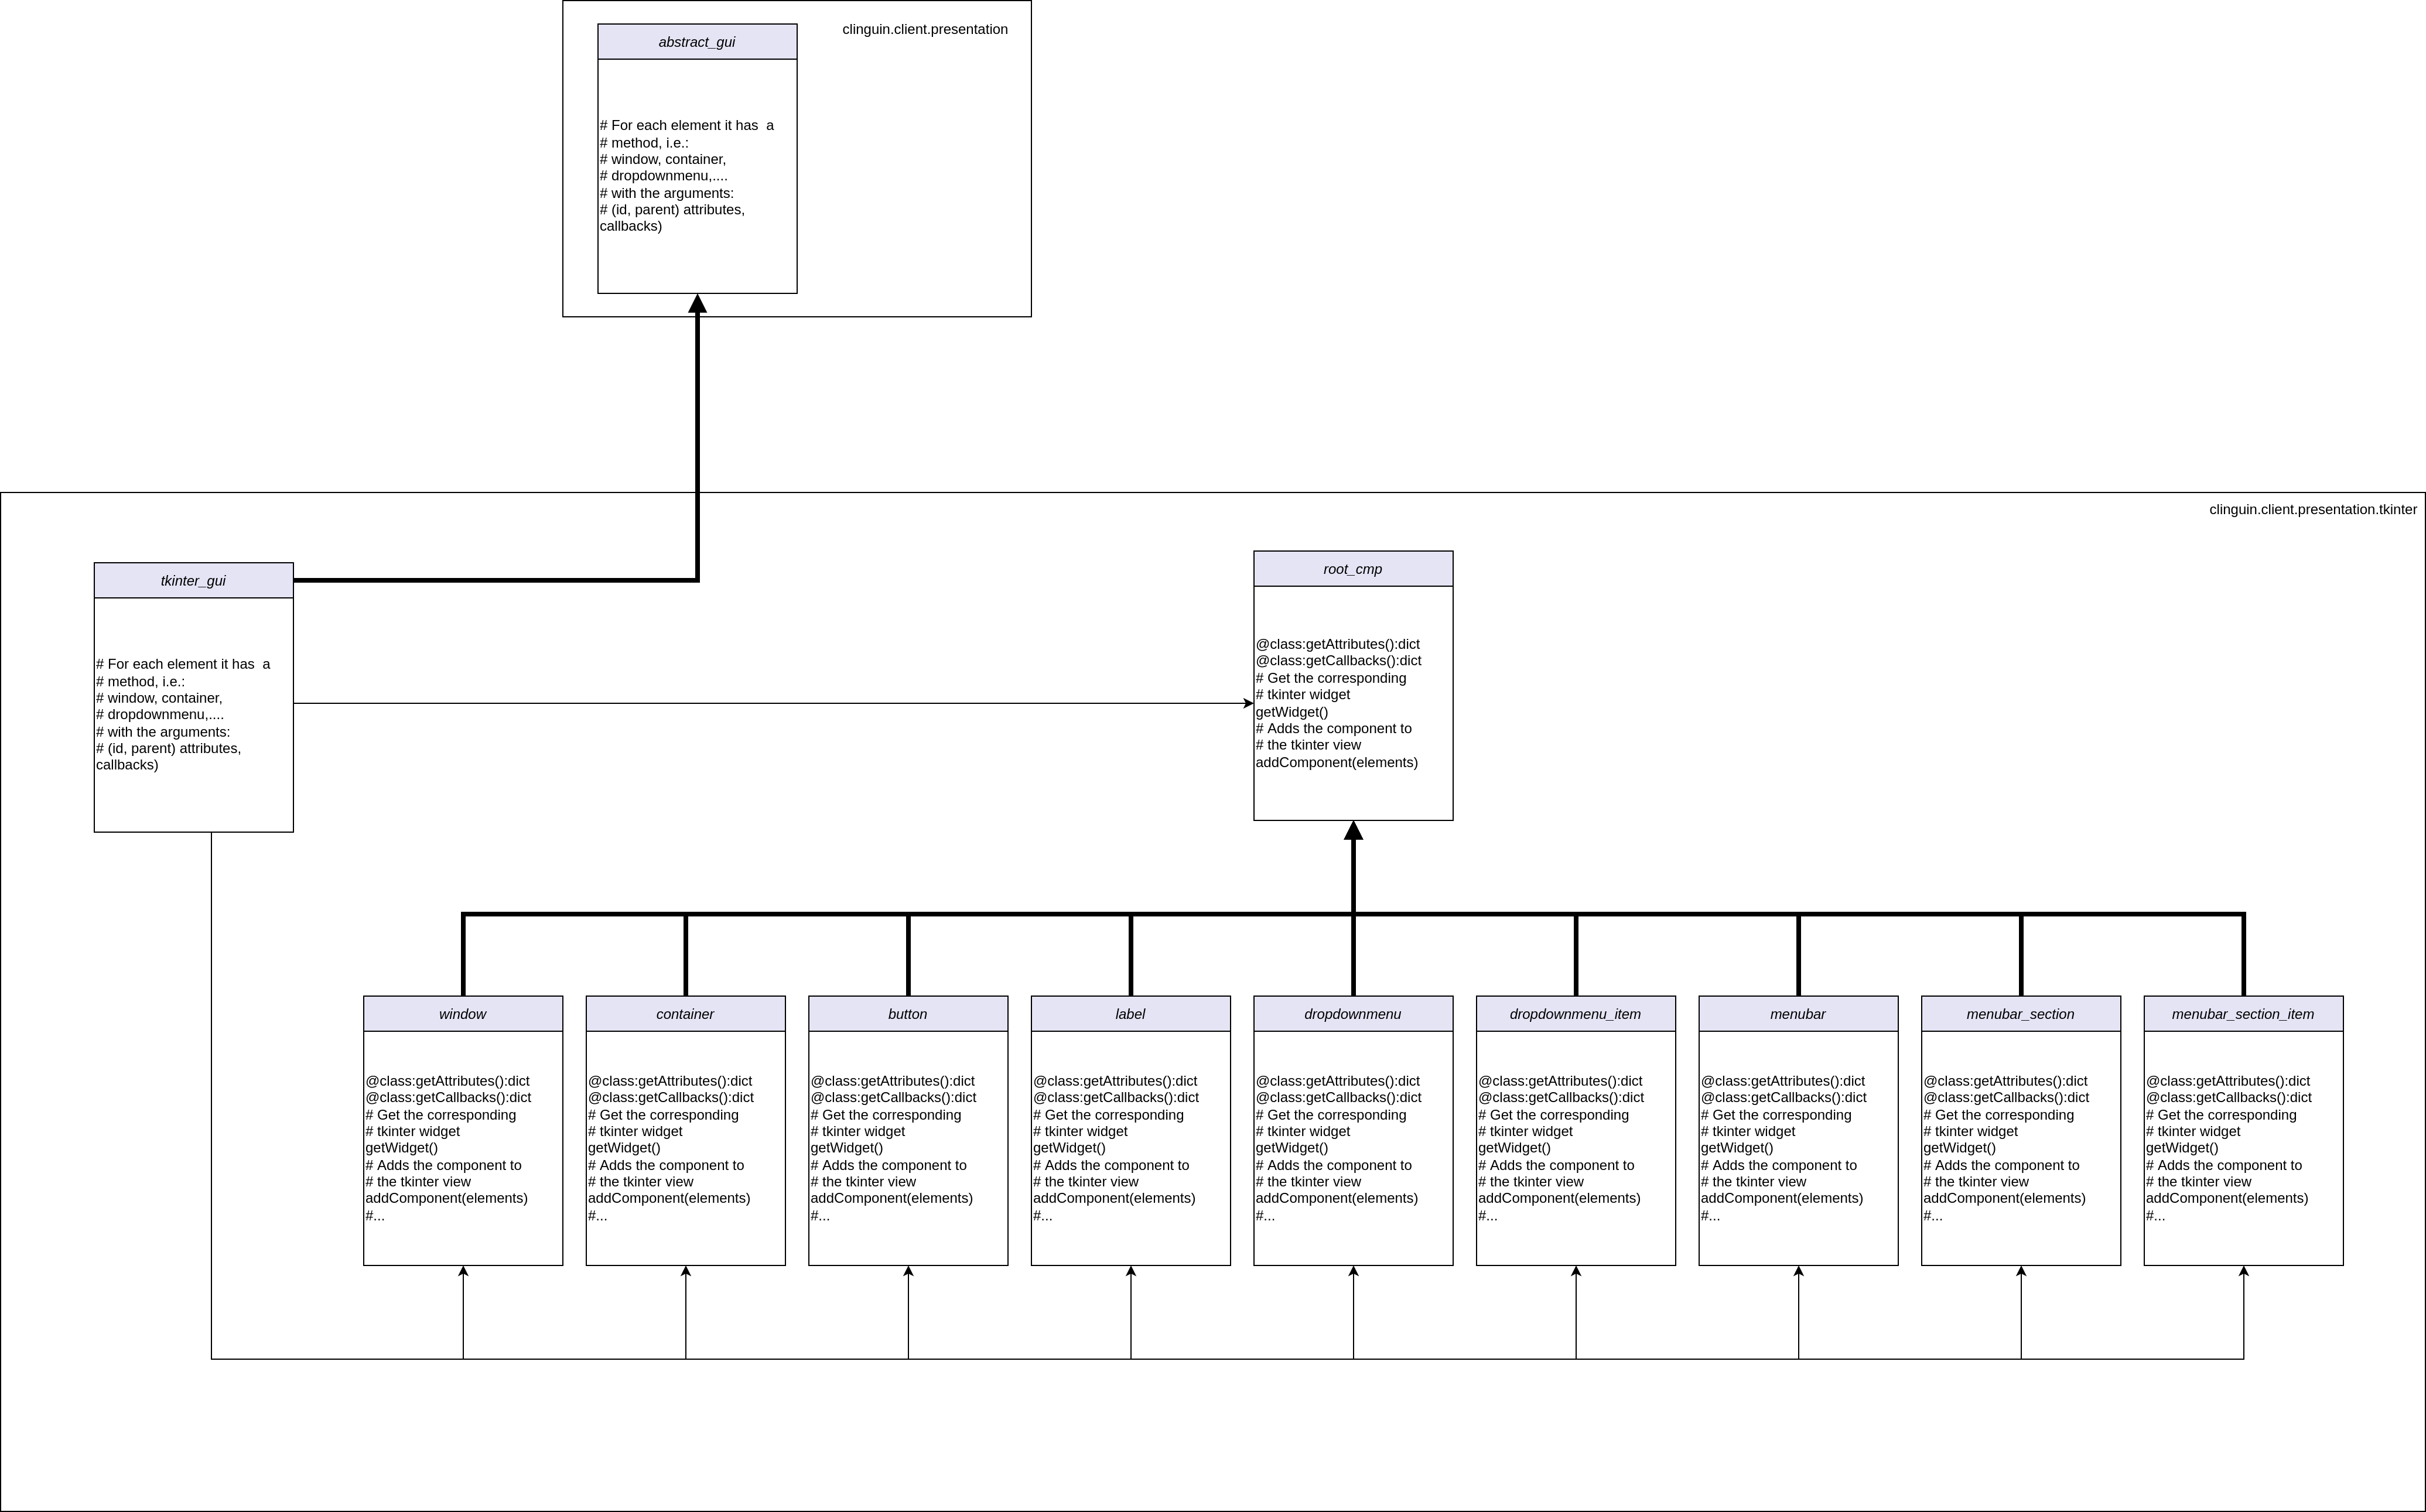 clinguin.client.presentation
abstract_gui
# For each element it has  a
# method, i.e.:
# window, container,
# dropdownmenu,....
# with the arguments:
# (id, parent) attributes,
callbacks)
clinguin.client.presentation.tkinter
tkinter_gui
# For each element it has  a
# method, i.e.:
# window, container,
# dropdownmenu,....
# with the arguments:
# (id, parent) attributes,
callbacks)
root_cmp
@class:getAttributes():dict
@class:getCallbacks():dict
# Get the corresponding
# tkinter widget
getWidget()
# Adds the component to
# the tkinter view
addComponent(elements)
window
@class:getAttributes():dict
@class:getCallbacks():dict
# Get the corresponding
# tkinter widget
getWidget()
# Adds the component to
# the tkinter view
addComponent(elements)
#...
container
@class:getAttributes():dict
@class:getCallbacks():dict
# Get the corresponding
# tkinter widget
getWidget()
# Adds the component to
# the tkinter view
addComponent(elements)
#...
button
@class:getAttributes():dict
@class:getCallbacks():dict
# Get the corresponding
# tkinter widget
getWidget()
# Adds the component to
# the tkinter view
addComponent(elements)
#...
label
@class:getAttributes():dict
@class:getCallbacks():dict
# Get the corresponding
# tkinter widget
getWidget()
# Adds the component to
# the tkinter view
addComponent(elements)
#...
dropdownmenu
@class:getAttributes():dict
@class:getCallbacks():dict
# Get the corresponding
# tkinter widget
getWidget()
# Adds the component to
# the tkinter view
addComponent(elements)
#...
dropdownmenu_item
@class:getAttributes():dict
@class:getCallbacks():dict
# Get the corresponding
# tkinter widget
getWidget()
# Adds the component to
# the tkinter view
addComponent(elements)
#...
menubar
@class:getAttributes():dict
@class:getCallbacks():dict
# Get the corresponding
# tkinter widget
getWidget()
# Adds the component to
# the tkinter view
addComponent(elements)
#...
menubar_section
@class:getAttributes():dict
@class:getCallbacks():dict
# Get the corresponding
# tkinter widget
getWidget()
# Adds the component to
# the tkinter view
addComponent(elements)
#...
menubar_section_item
@class:getAttributes():dict
@class:getCallbacks():dict
# Get the corresponding
# tkinter widget
getWidget()
# Adds the component to
# the tkinter view
addComponent(elements)
#...